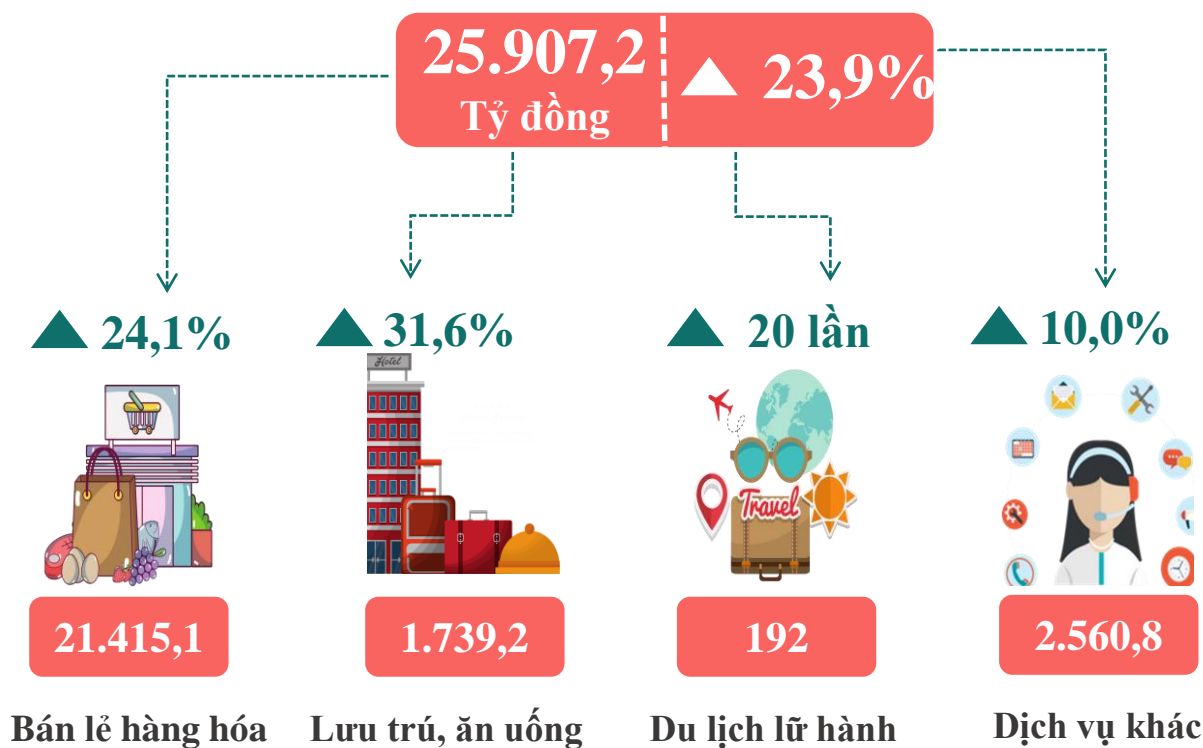 25.907,2
Tỷ đồng
23,9%
24,1%
31,6%
20 lần
10,0%
Hotel
Travel
21.415,1
1.739,2
192
2.560,8
Bán lẻ hàng hóa
Lưu trú, ăn uống
Du lịch lữ hành
Dịch vụ khác